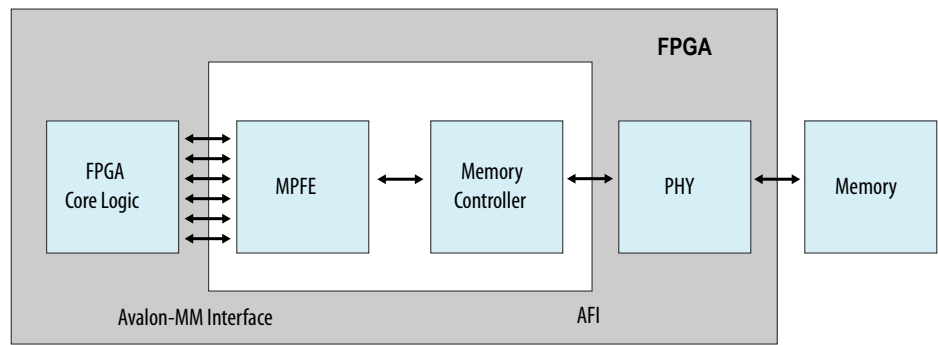 FPGA
FPGA
Core Logic
MPFE
Memory
Controller
PHY
Memory
Avalon-MM Interface
AFI